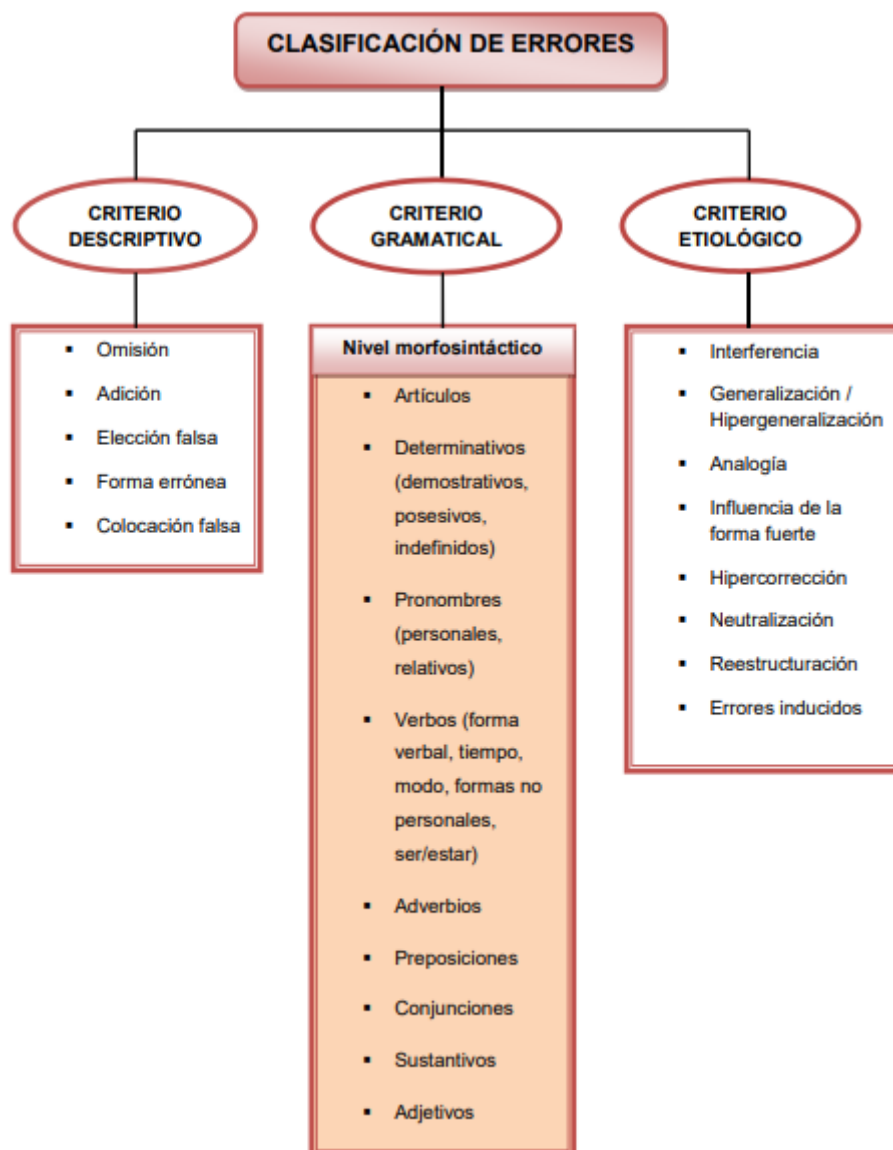 CLASIFICACIÓN DE ERRORES
CRITERIO
DESCRIPTIVO
▪ Omisión
▪ Adición
▪ Elección falsa
▪ Forma errónea
▪ Colocación falsa
CRITERIO
GRAMATICAL
Nivel morfosintáctico
▪ Artículos
▪ Determinativos
(demostrativos,
posesivos,
indefinidos)
▪ Pronombres
(personales,
relativos)
▪ Verbos (forma
verbal, tiempo,
modo, formas no
personales,
ser/estar)
▪ Adverbios
▪ Preposiciones
▪ Conjunciones
▪ Sustantivos
▪ Adjetivos
CRITERIO
ETIOLÓGICO
▪ Interferencia
▪ Generalización /
Hipergeneralización
▪ Analogía
▪ Influencia de la
forma fuerte
▪ Hipercorrección
▪ Neutralización
▪ Reestructuración
▪ Errores inducidos